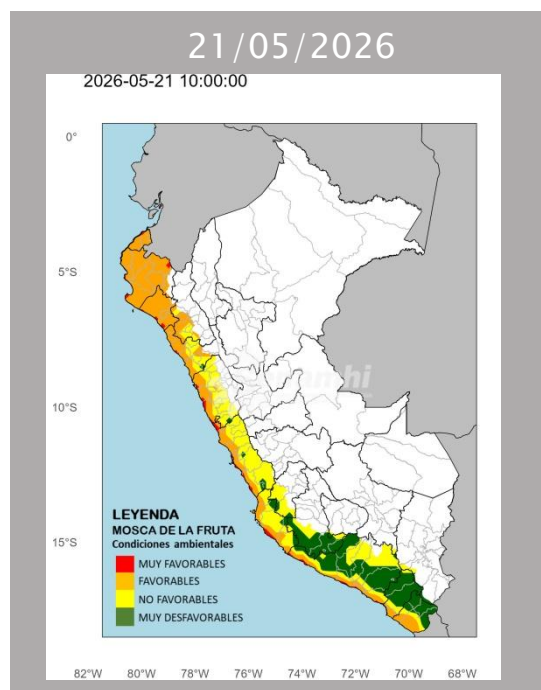 21/05/2026
2026-05-21 10:00:00
0°
5°S
10°S
15°S
LEYENDA
MOSCA DE LA FRUTA
Condiciones ambientales
MUY FAVORABLES
FAVORABLES
NO FAVORABLES
MUY DESFAVORABLES
82°W 80°W 78°W 76°W 74°W 72°W 70°W 68°W